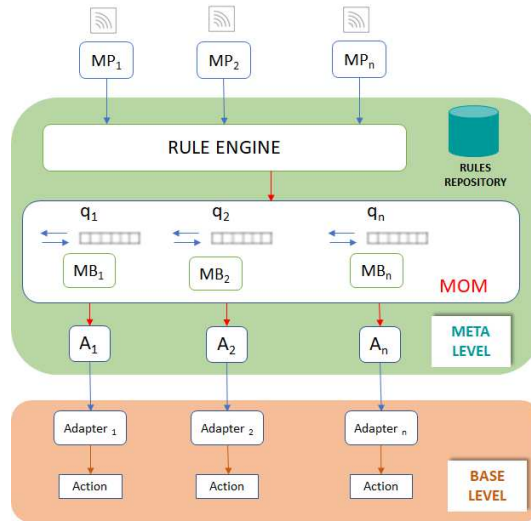 MP1 MP2 MPn
RULE ENGINE
RULES
REPOSITORY
q1 q2 qn
MB1 MB2 MBn
MOM
A1 A2 An
META
LEVEL
Adapter 1 Adapter 2 Adapter n
Action Action Action
BASE
LEVEL